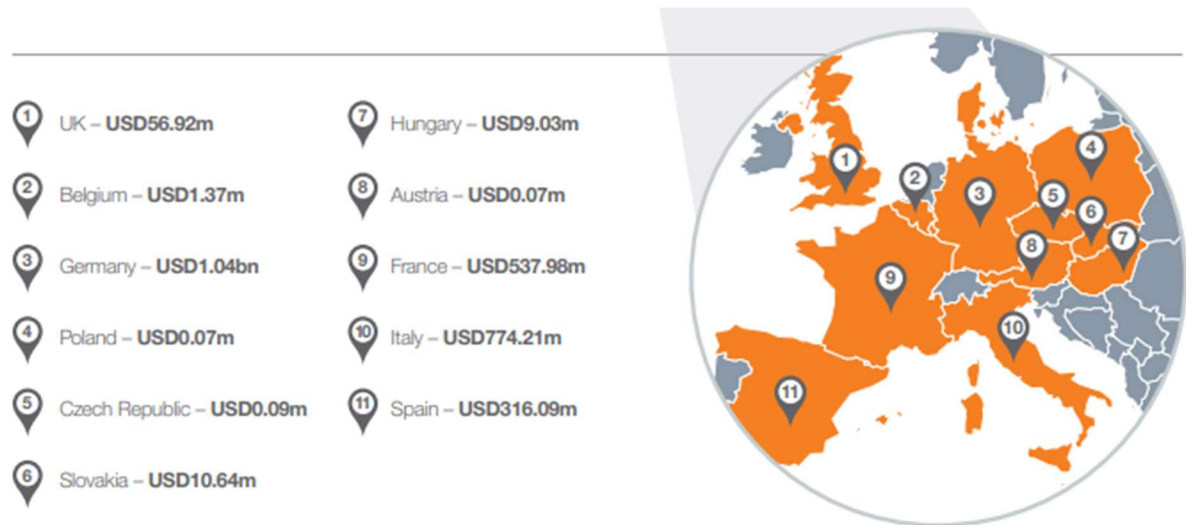 1 UK – USD56.92m
2 Belgium – USD1.37m
3 Germany – USD1.04bn
4 Poland – USD0.07m
5 Czech Republic – USD0.09m
6 Slovakia – USD10.64m
7 Hungary – USD9.03m
8 Austria – USD0.07m
9 France – USD537.98m
10 Italy – USD774.21m
11 Spain – USD316.09m
1
2
3
4
5
6
7
8
9
10
11